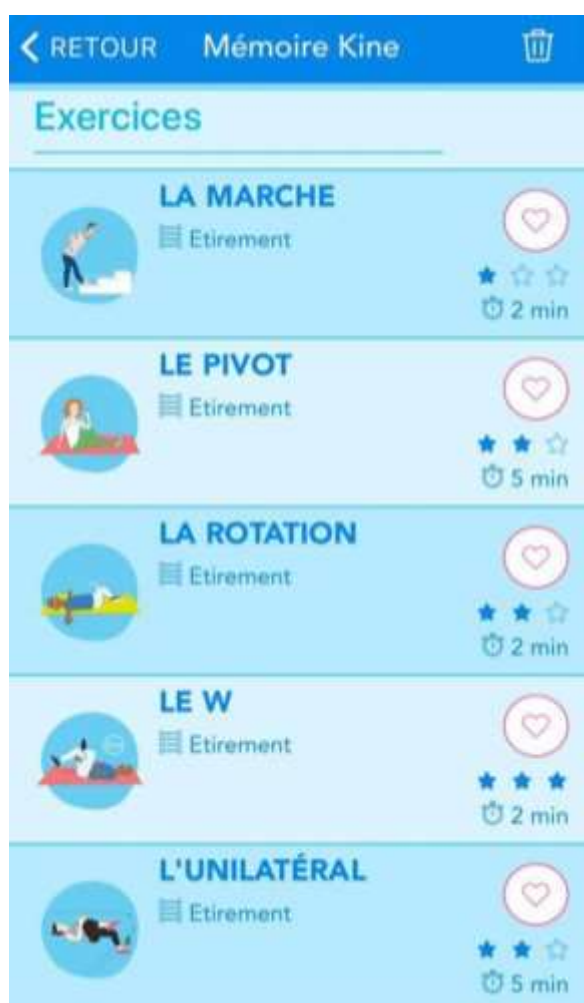 RETOUR Mémoire Kine
Exercices
LA MARCHE
Etirement
2 min
LE PIVOT
Etirement
5 min
LA ROTATION
Etirement
2 min
LE W
Etirement
2 min
L'UNILATÉRAL
Etirement
5 min